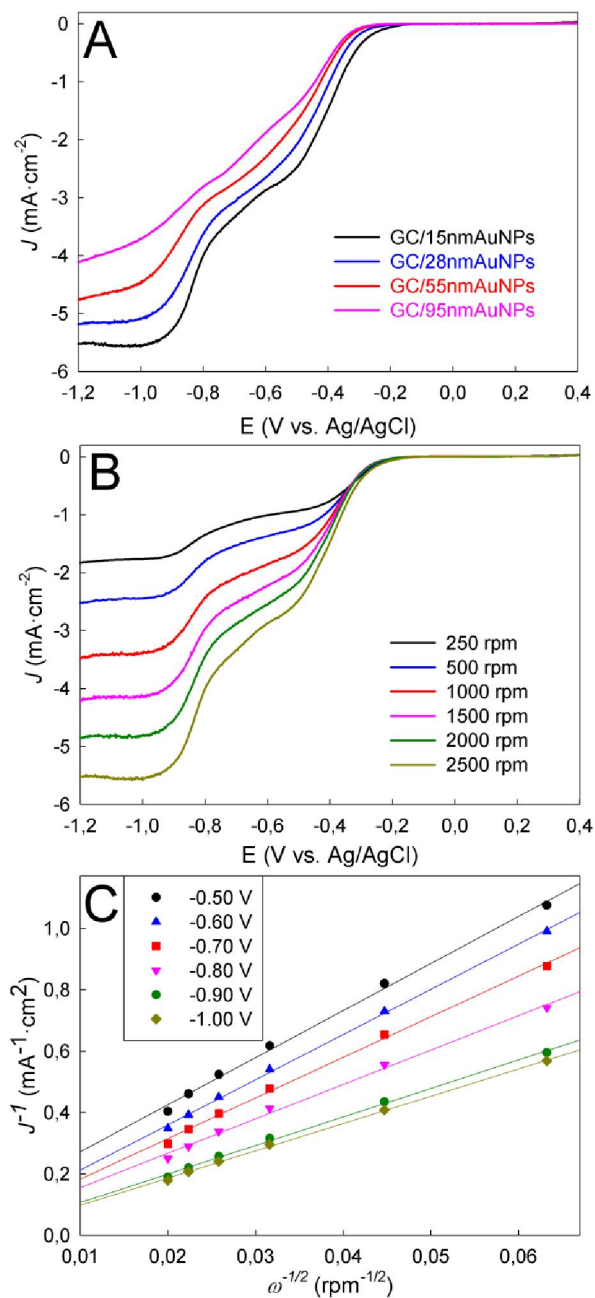 A
0
-1
-2
-3
-4
-5
-6
J (mA·cm-2)
GC/15nmAuNPs
GC/28nmAuNPs
GC/55nmAuNPs
GC/95nmAuNPs
-1,2 -1,0 -0,8 -0,6 -0,4 -0,2 0,0 0,2 0,4
E (V vs. Ag/AgCl)
B
0
-1
-2
-3
-4
-5
-6
J (mA·cm-2)
250 rpm
500 rpm
1000 rpm
1500 rpm
2000 rpm
2500 rpm
-1,2 -1,0 -0,8 -0,6 -0,4 -0,2 0,0 0,2 0,4
E (V vs. Ag/AgCl)
C
-0.50 V
-0.60 V
-0.70 V
-0.80 V
-0.90 V
-1.00 V
1,0
0,8
0,6
0,4
0,2
0,0
J-1 (mA-1·cm2)
0,01 0,02 0,03 0,04 0,05 0,06
ω-1/2 (rpm-1/2)